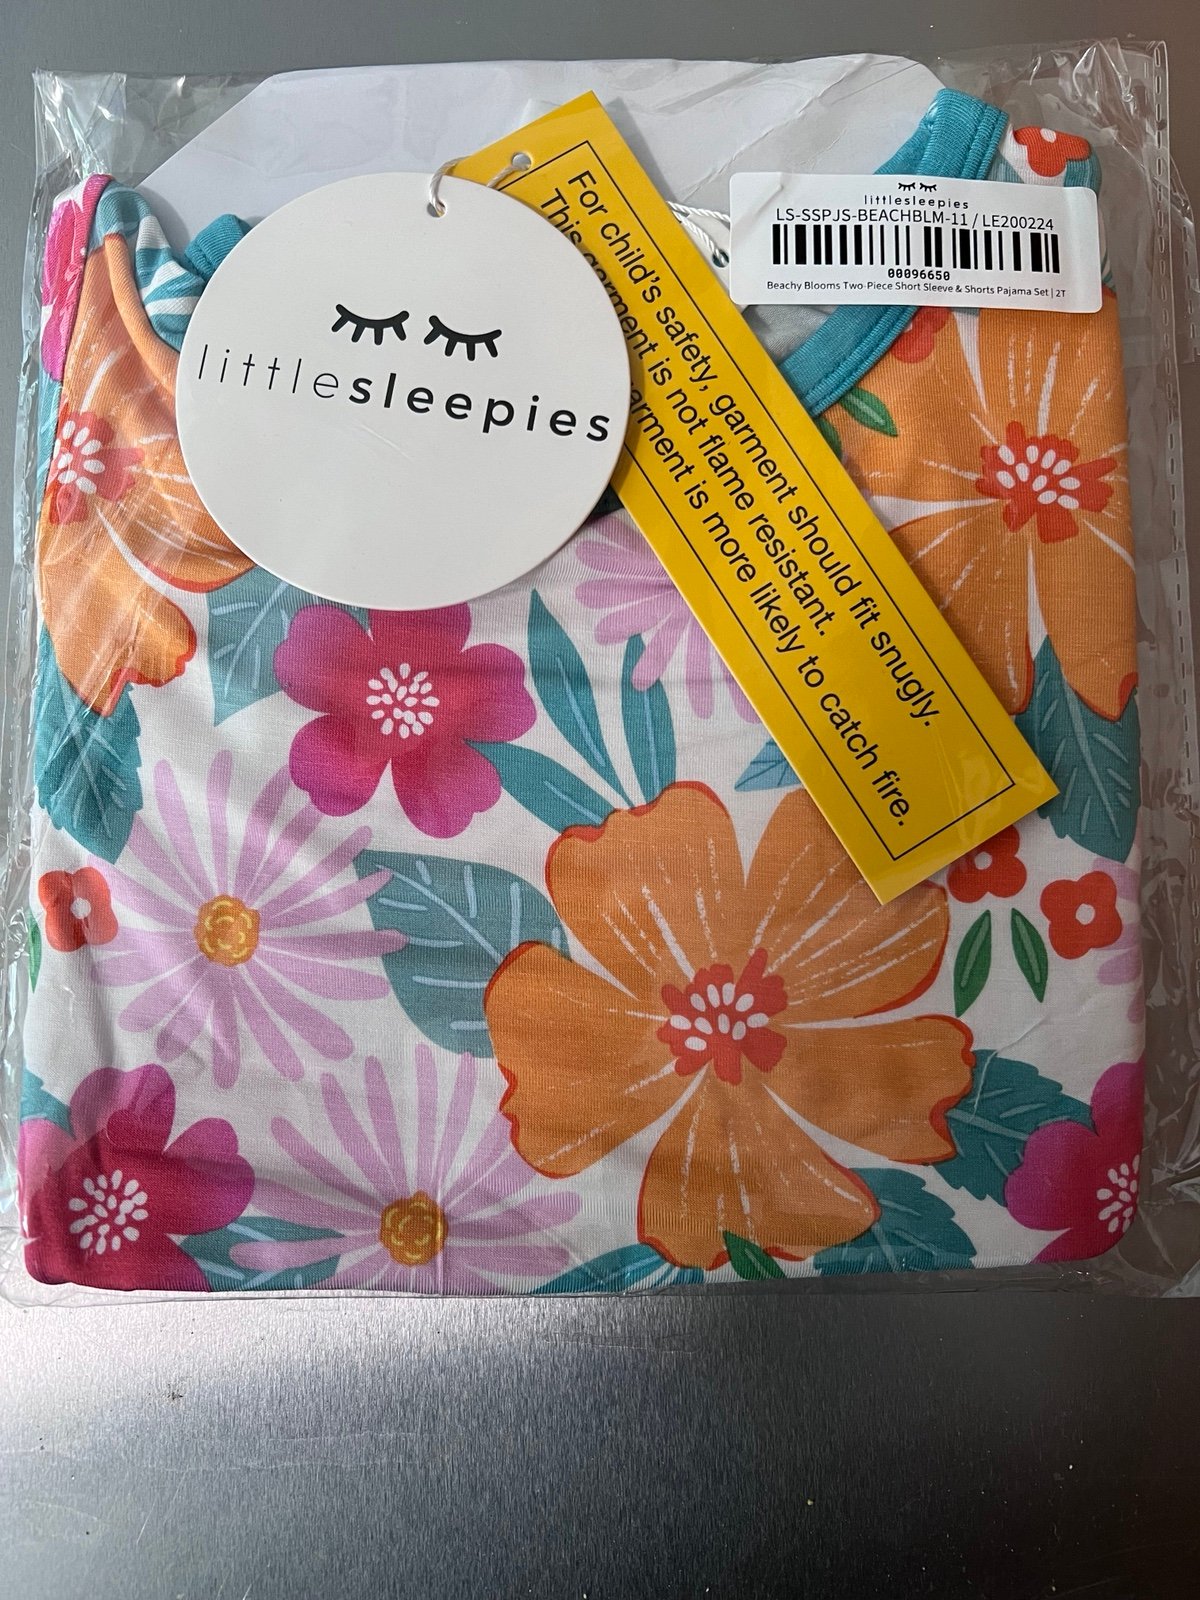 littlesleepies
For child's safety, garment should fit snugly.
This garment is not flame resistant.
garment is more likely to catch fire.
littlesleepies
LS-SSPJS-BEACHBLM-11 / LE200224
00096650
Beachy Blooms Two-Piece Short Sleeve & Shorts Pajama Set | 2T